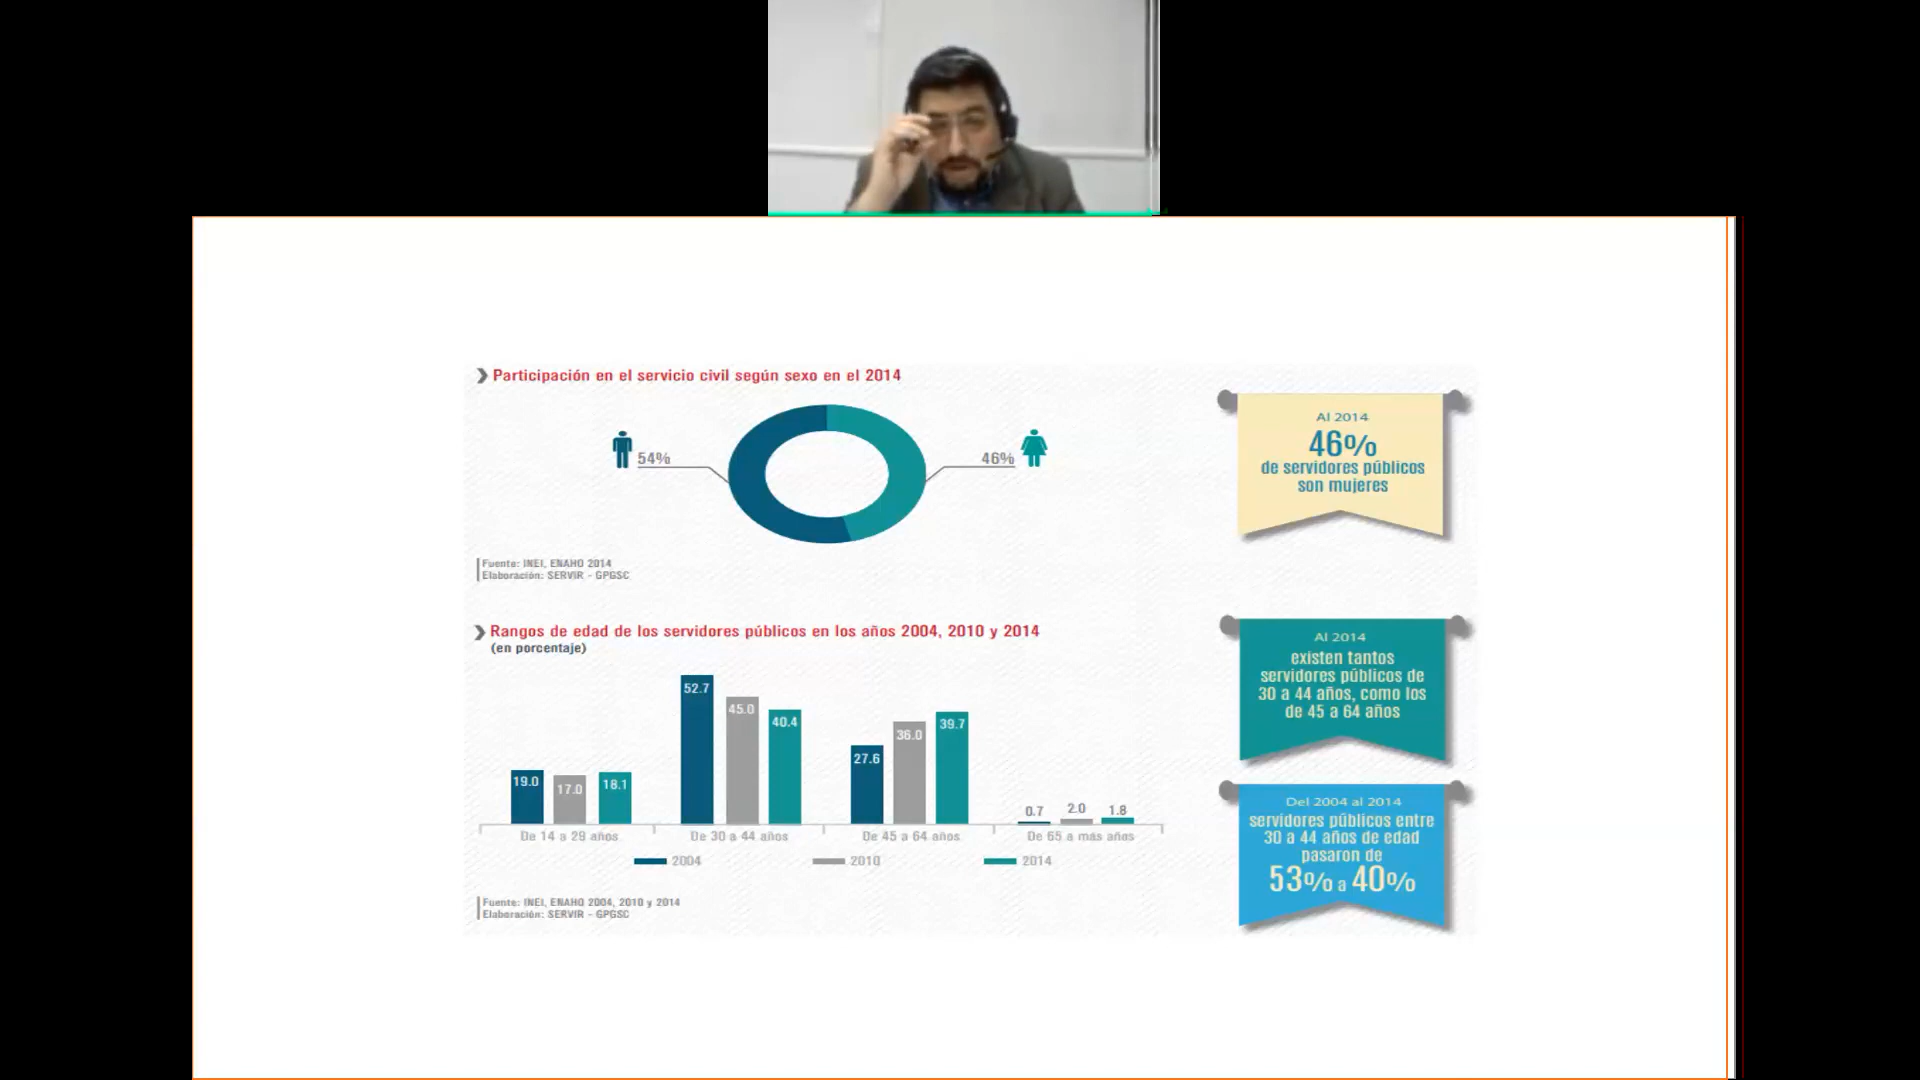 Participación en el servicio civil según sexo en el 2014
54%
46%
Fuente: INEI, ENAHO 2014
Elaboración: SERVIR - GPGSC
Al 2014
46%
de servidores públicos
son mujeres
Rangos de edad de los servidores públicos en los años 2004, 2010 y 2014
(en porcentaje)
19.0
17.0
18.1
52.7
45.0
40.4
27.6
36.0
39.7
0.7
2.0
1.8
De 14 a 29 años
De 30 a 44 años
De 45 a 64 años
De 65 a más años
2004
2010
2014
Fuente: INEI, ENAHO 2004, 2010 y 2014
Elaboración: SERVIR - GPGSC
Al 2014
existen tantos
servidores públicos de
30 a 44 años, como los
de 45 a 64 años
Del 2004 al 2014
servidores públicos entre
30 a 44 años de edad
pasaron de
53% a 40%